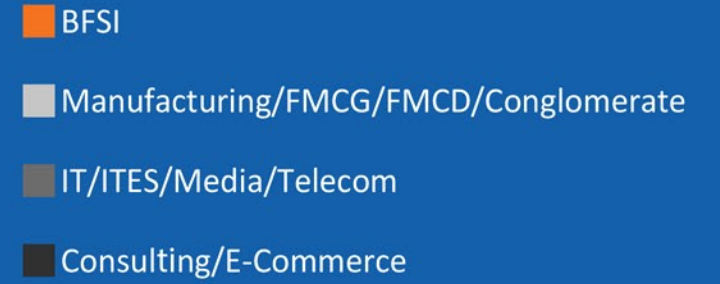 BFSI
Manufacturing/FMCG/FMCD/Conglomerate
IT/ITES/Media/Telecom
Consulting/E-Commerce